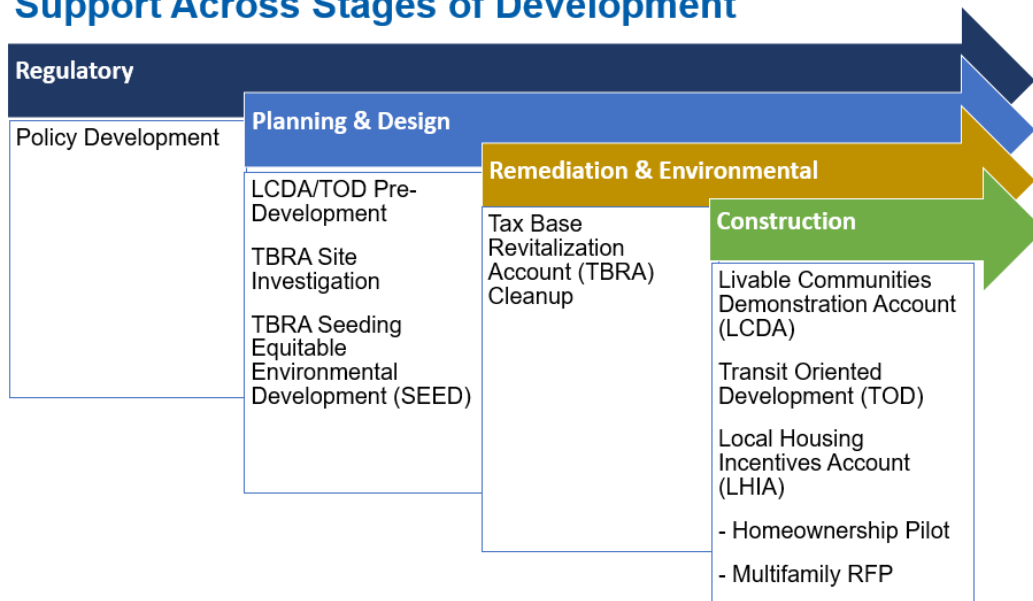 Support Across Stages of Development
Regulatory
Policy Development
Planning & Design
LCDA/TOD Pre-
Development
TBRA Site
Investigation
TBRA Seeding
Equitable
Environmental
Development (SEED)
Remediation & Environmental
Tax Base
Revitalization
Account (TBRA)
Cleanup
Construction
Livable Communities
Demonstration Account
(LCDA)
Transit Oriented
Development (TOD)
Local Housing
Incentives Account
(LHIA)
- Homeownership Pilot
- Multifamily RFP